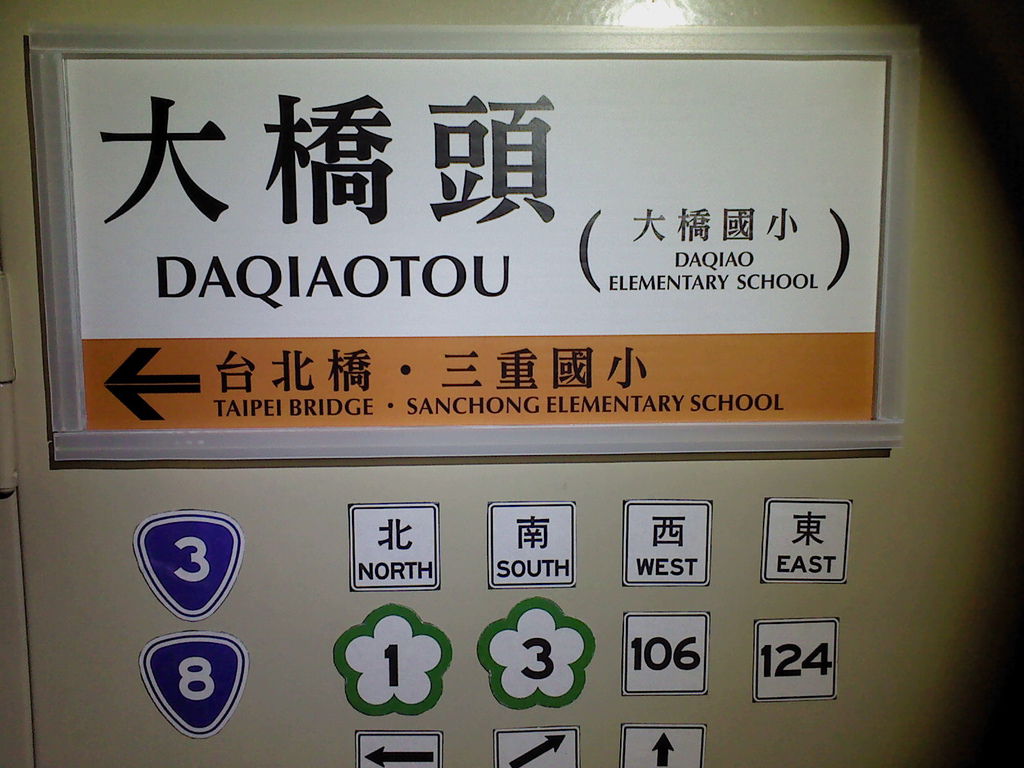 大橋頭
DAQIAOTOU
(大橋國小
DAQIAO
ELEMENTARY SCHOOL)
台北橋・三重國小
TAIPEI BRIDGE・SANCHONG ELEMENTARY SCHOOL
3
北
NORTH
南
SOUTH
西
WEST
東
EAST
8
1
3
106
124